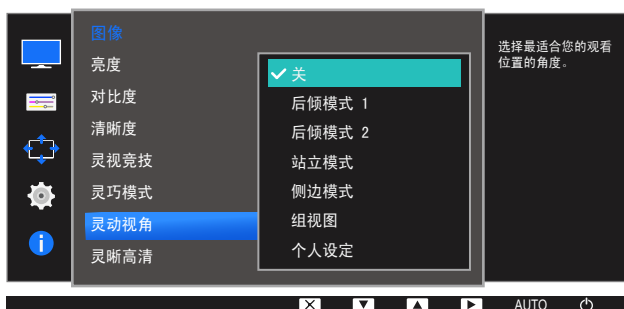 图像
亮度
对比度
清晰度
灵视竞技
灵巧模式
灵动视角
灵晰高清
关
后倾模式 1
后倾模式 2
站立模式
侧边模式
组视图
个人设定
选择最适合您的观看
位置的角度。
AUTO